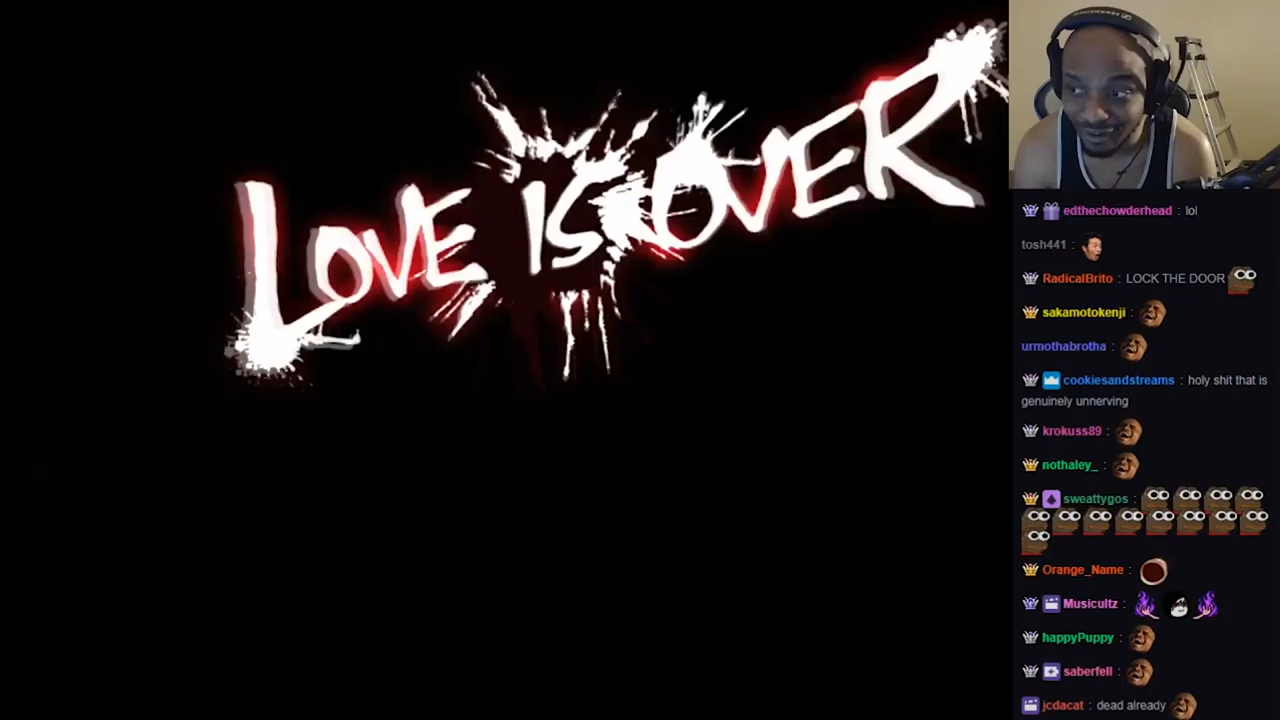 LOVE IS OVER
edthechowderhead : lol
tosh441 :
RadicalBrito : LOCK THE DOOR
sakamotokenji :
urmothabrotha :
cookiesandstreams : holy shit that is
genuinely unnerving
krokuss89 :
nothaley_ :
sweattygos :
Orange_Name :
Musicultz :
happyPuppy :
saberfell :
jcdacat : dead already